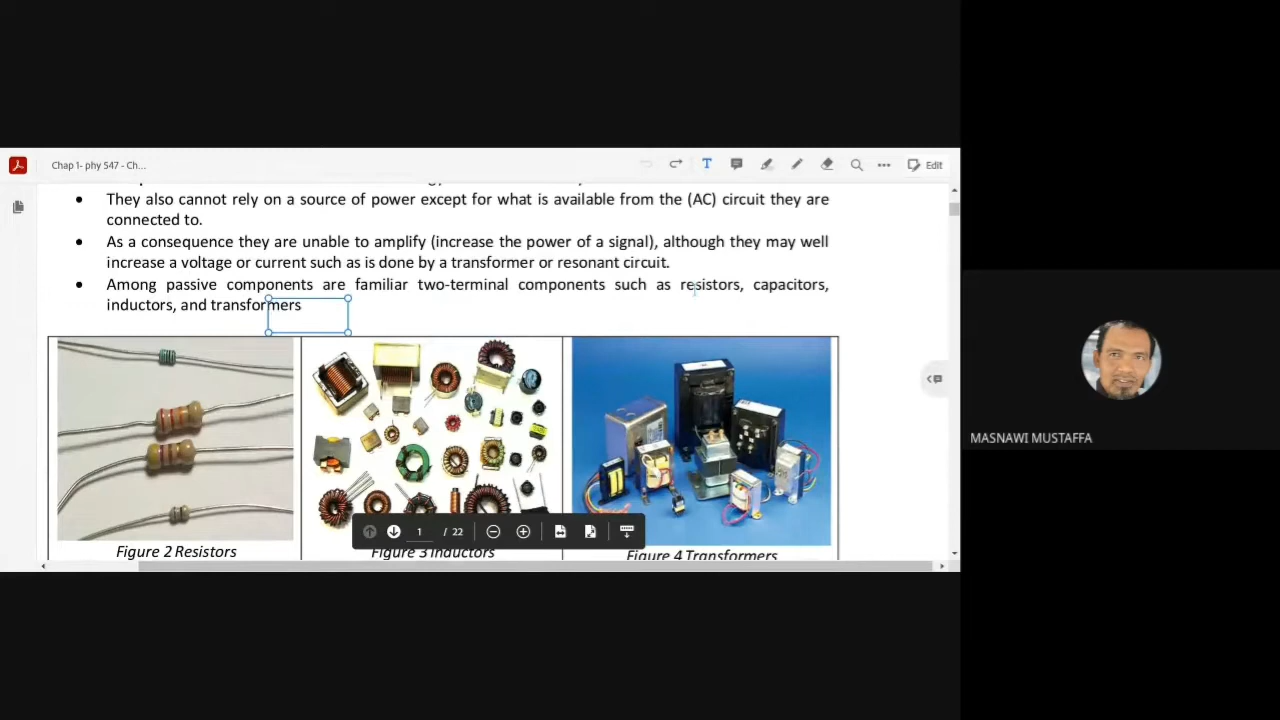 Chap 1- phy 547 - Ch...
Edit
They also cannot rely on a source of power except for what is available from the (AC) circuit they are
connected to.
As a consequence they are unable to amplify (increase the power of a signal), although they may well
increase a voltage or current such as is done by a transformer or resonant circuit.
Among passive components are familiar two-terminal components such as resistors, capacitors,
inductors, and transformers
MASNAWI MUSTAFFA
1 / 22
Figure 2 Resistors
Figure 3 Inductors
Figure 4 Transformers